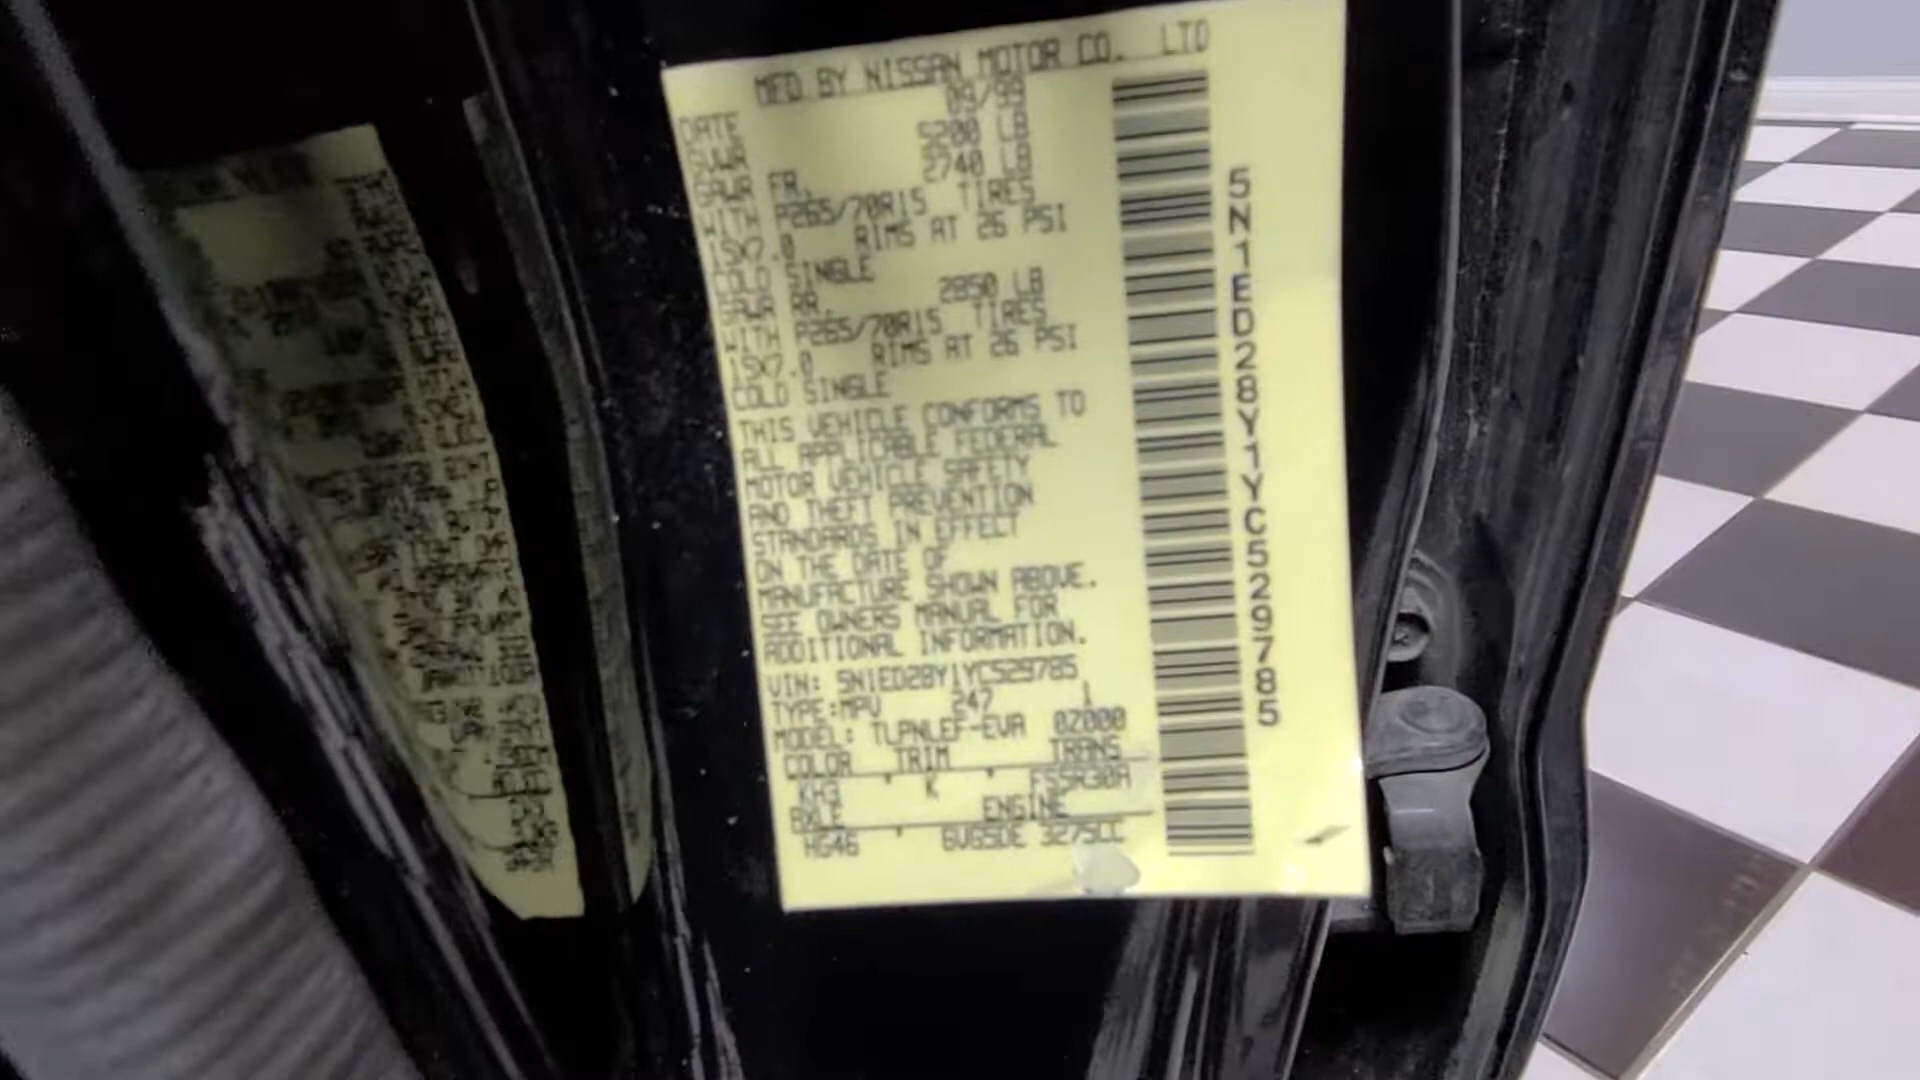 MFD BY NISSAN MOTOR CO. LTD
DATE 09/99
GVWR 5200 LB
GAWR FR. 2740 LB
WITH P265/70R15 TIRES
15X7.0 RIMS AT 26 PSI
COLD SINGLE
GAWR RR. 2850 LB
WITH P265/70R15 TIRES
15X7.0 RIMS AT 26 PSI
COLD SINGLE
THIS VEHICLE CONFORMS TO
ALL APPLICABLE FEDERAL
MOTOR VEHICLE SAFETY
AND THEFT PREVENTION
STANDARDS IN EFFECT
ON THE DATE OF
MANUFACTURE SHOWN ABOVE.
SEE OWNERS MANUAL FOR
ADDITIONAL INFORMATION.
VIN: 5N1ED28Y1YC529785
TYPE:MPV 247 1
MODEL: TLPNLEF-EVA 0Z000
COLOR TRIM TRANS
KH3 K FS5R30A
AXLE ENGINE
HG46 6VG5DE 3275CC
5N1ED28Y1YC529785